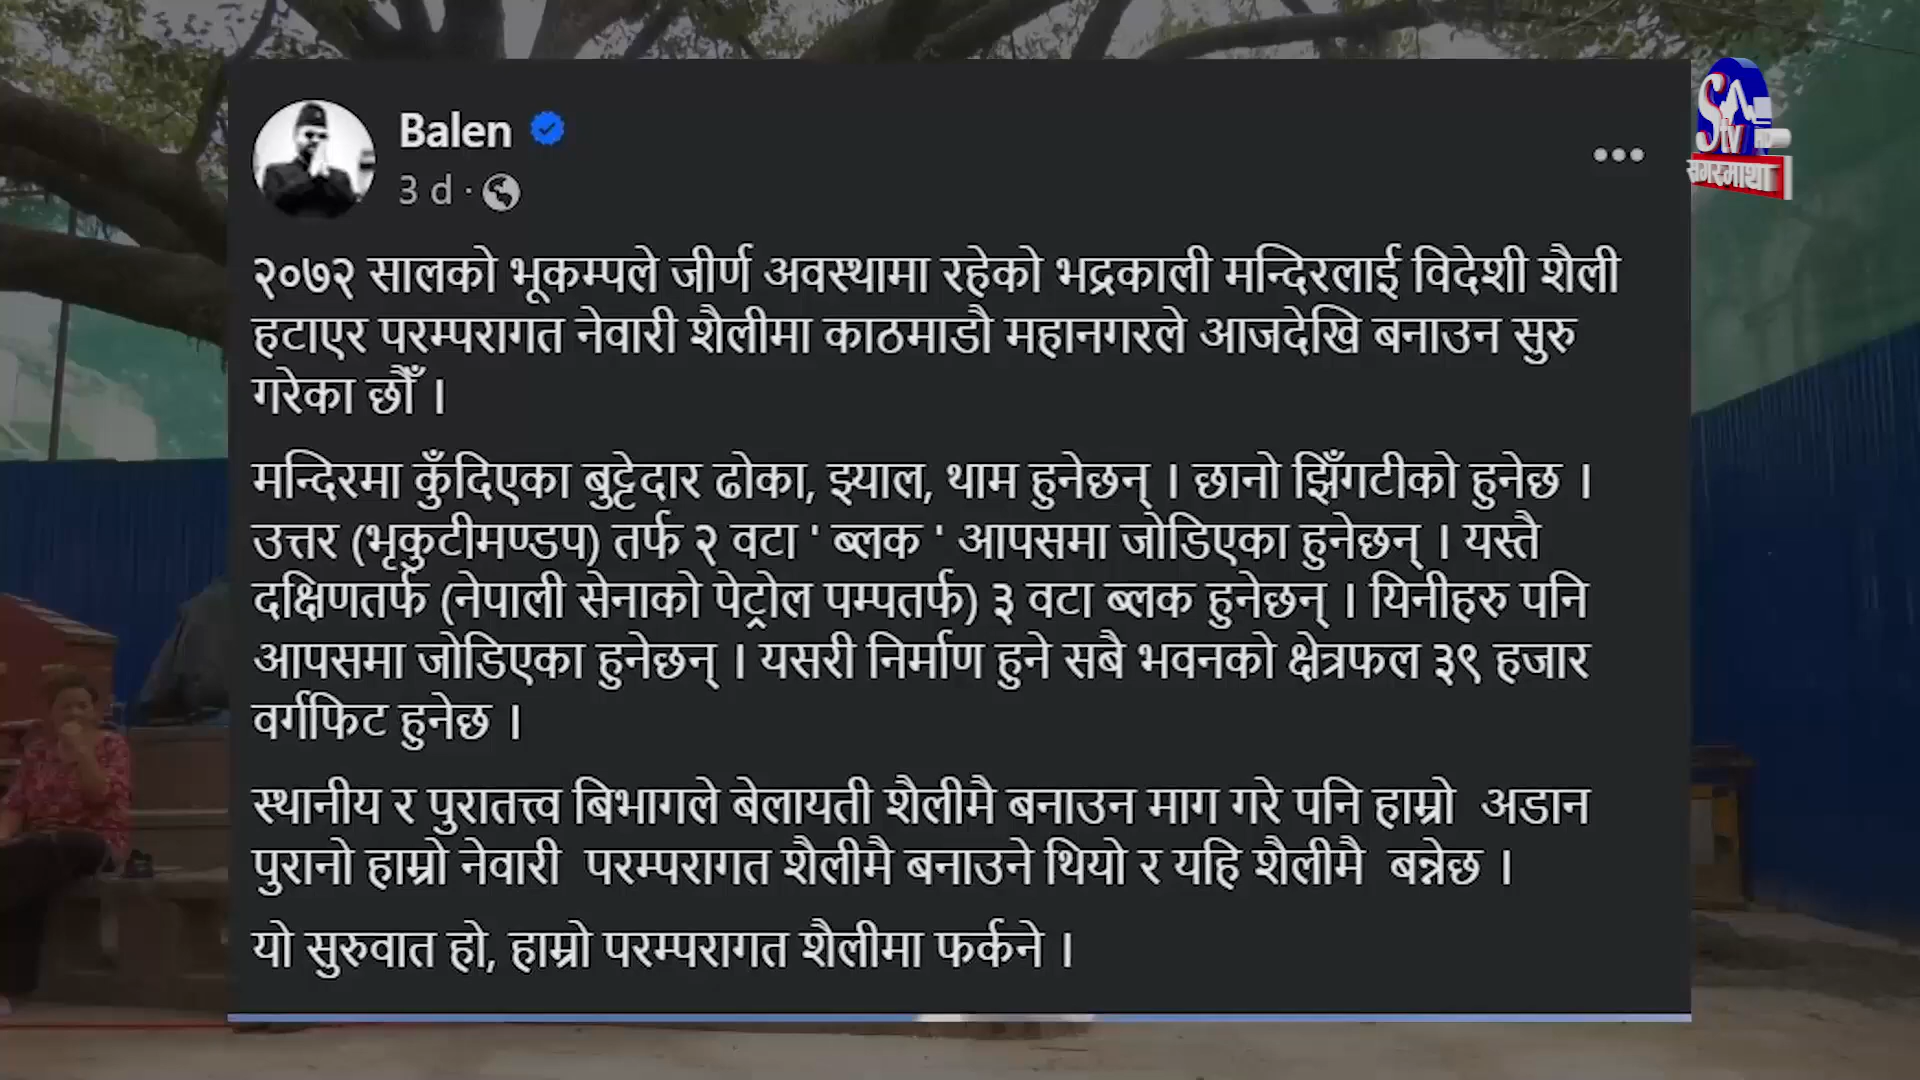 Balen
3 d ·
STV
HD
सगरमाथा
२०७२ सालको भूकम्पले जीर्ण अवस्थामा रहेको भद्रकाली मन्दिरलाई विदेशी शैली
हटाएर परम्परागत नेवारी शैलीमा काठमाडौ महानगरले आजदेखि बनाउन सुरु
गरेका छौँ ।
मन्दिरमा कुँदिएका बुट्टेदार ढोका, झ्याल, थाम हुनेछन् । छानो झिँगटीको हुनेछ ।
उत्तर (भृकुटीमण्डप) तर्फ २ वटा ' ब्लक ' आपसमा जोडिएका हुनेछन् । यस्तै
दक्षिणतर्फ (नेपाली सेनाको पेट्रोल पम्पतर्फ) ३ वटा ब्लक हुनेछन् । यिनीहरु पनि
आपसमा जोडिएका हुनेछन् । यसरी निर्माण हुने सबै भवनको क्षेत्रफल ३९ हजार
वर्गफिट हुनेछ ।
स्थानीय र पुरातत्त्व बिभागले बेलायती शैलीमै बनाउन माग गरे पनि हाम्रो अडान
पुरानो हाम्रो नेवारी परम्परागत शैलीमै बनाउने थियो र यहि शैलीमै बन्नेछ ।
यो सुरुवात हो, हाम्रो परम्परागत शैलीमा फर्कने ।